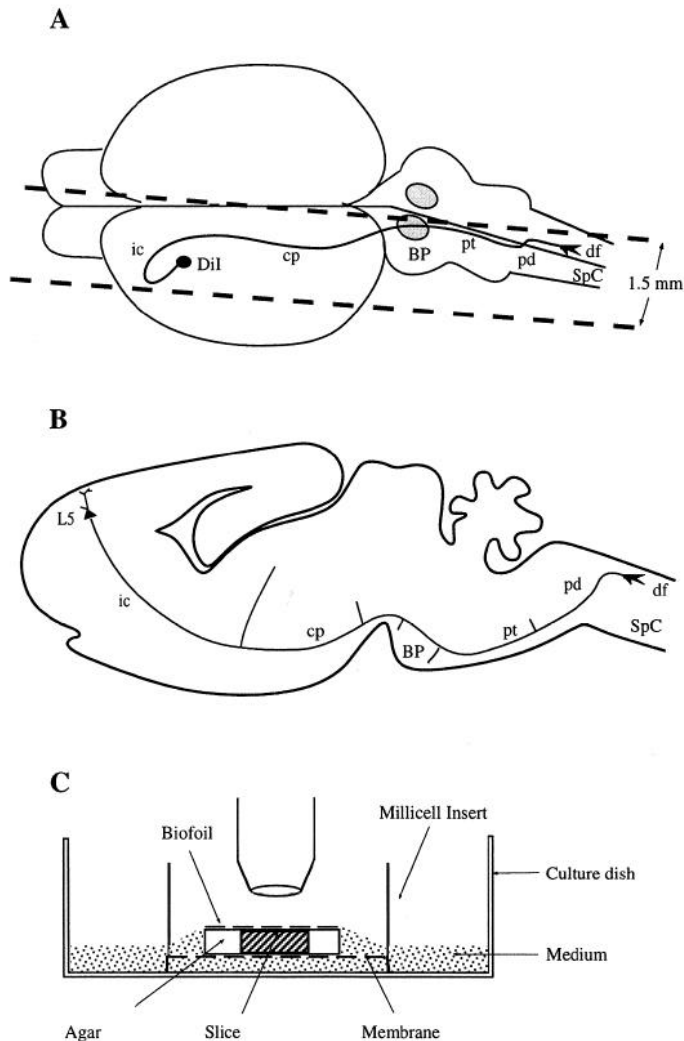 A
ic
DiI
cp
BP
pt
pd
df
SpC
1.5 mm
B
L5
ic
cp
BP
pt
pd
df
SpC
C
Biofoil
Millicell Insert
Culture dish
Medium
Agar
Slice
Membrane